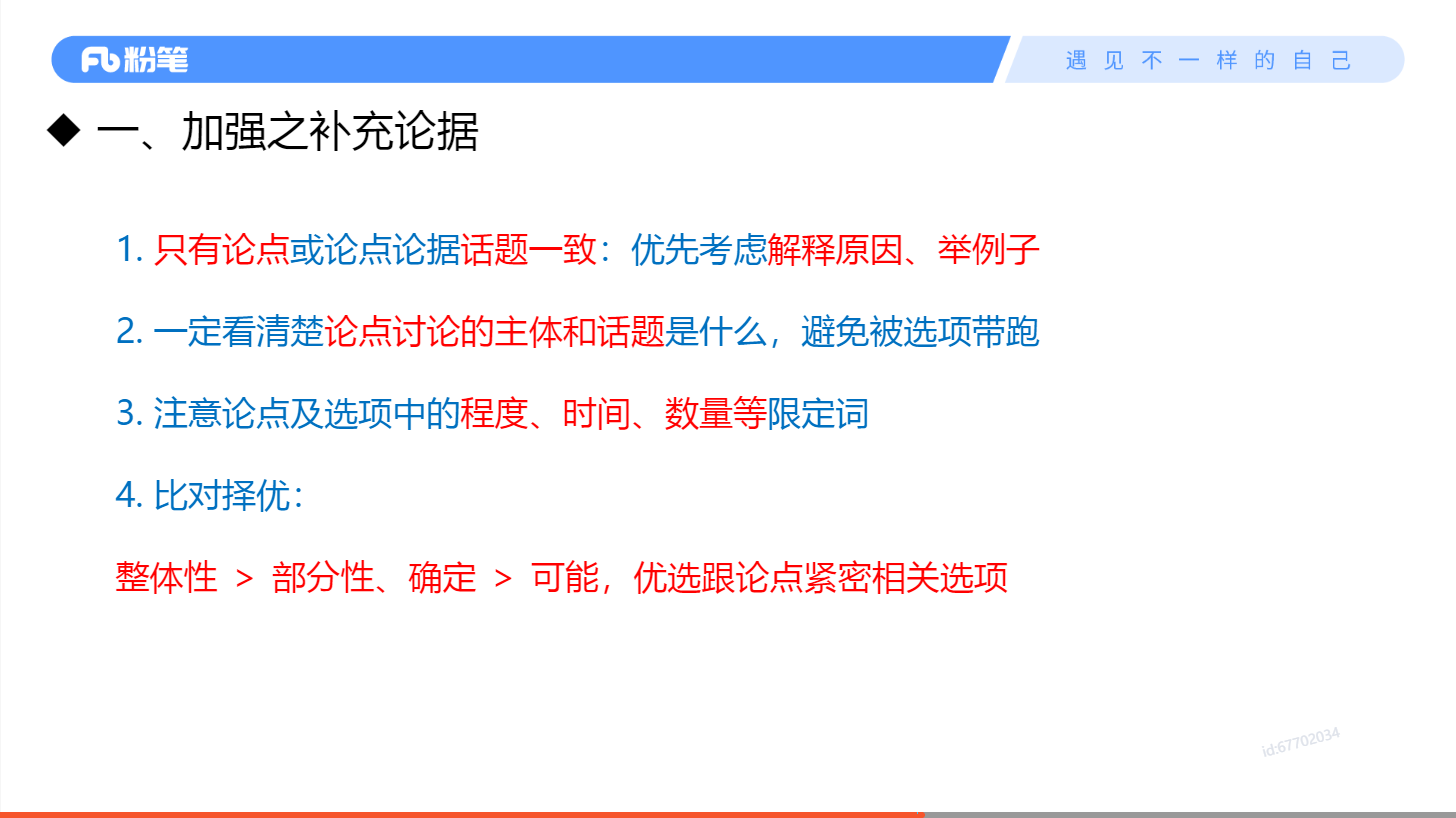 粉笔
遇见不一样的自己
◆ 一、加强之补充论据
1. 只有论点或论点论据话题一致：优先考虑解释原因、举例子
2. 一定看清楚论点讨论的主体和话题是什么，避免被选项带跑
3. 注意论点及选项中的程度、时间、数量等限定词
4. 比对择优：
整体性 > 部分性、确定 > 可能，优选跟论点紧密相关选项
id:67702034